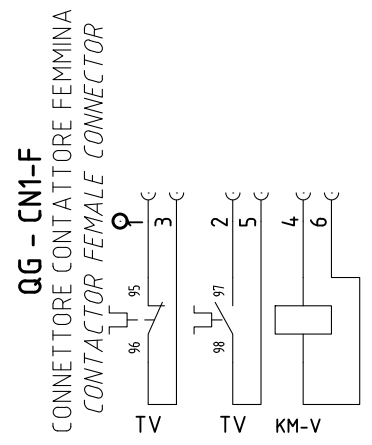 QG - CN1-F
CONNETTORE CONTATTORE FEMMINA
CONTACTOR FEMALE CONNECTOR
1 3 2 5 4 6
95 97
96 98
TV TV KM-V